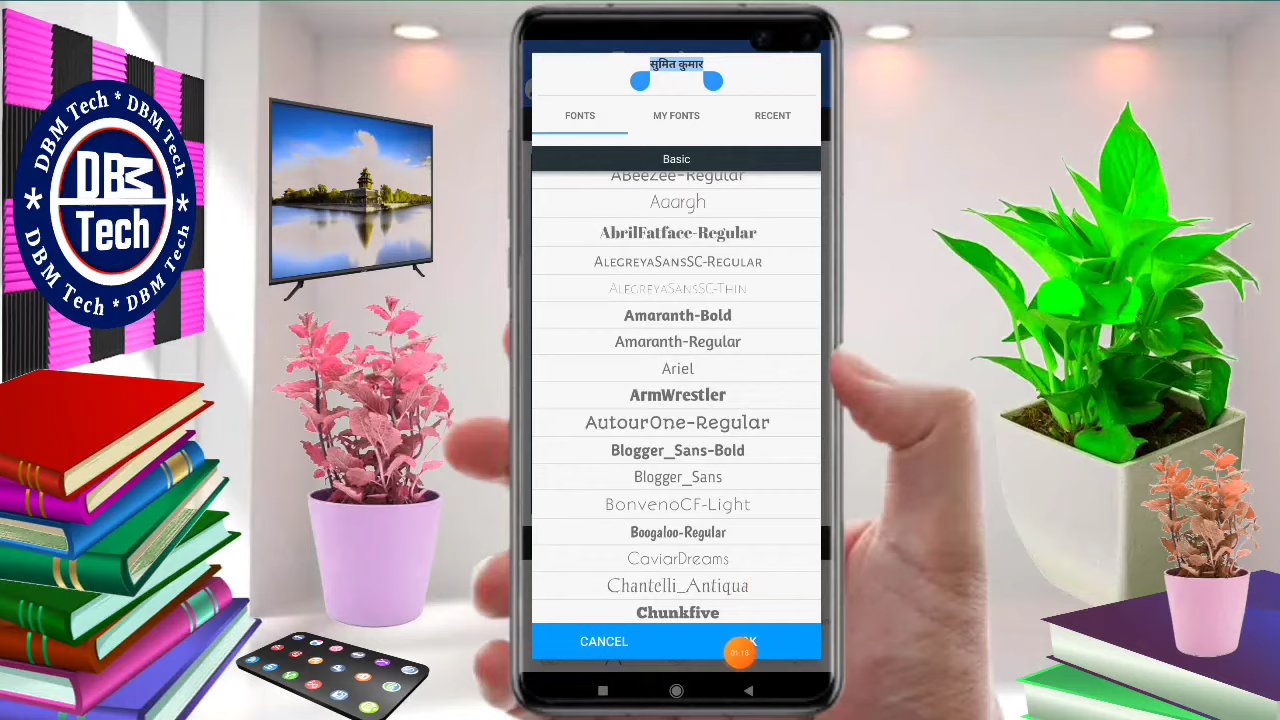 DBM Tech * DBM Tech * DBM Tech * DBM Tech *
DBM
Tech
सुमित कुमार
FONTS
MY FONTS
RECENT
Basic
ABeeZee-Regular
Aaargh
AbrilFatface-Regular
AlegreyaSansSC-Regular
AlegreyaSansSC-Thin
Amaranth-Bold
Amaranth-Regular
Ariel
ArmWrestler
AutourOne-Regular
Blogger_Sans-Bold
Blogger_Sans
BonvenoCF-Light
Boogaloo-Regular
CaviarDreams
Chantelli_Antiqua
Chunkfive
CANCEL
01:18